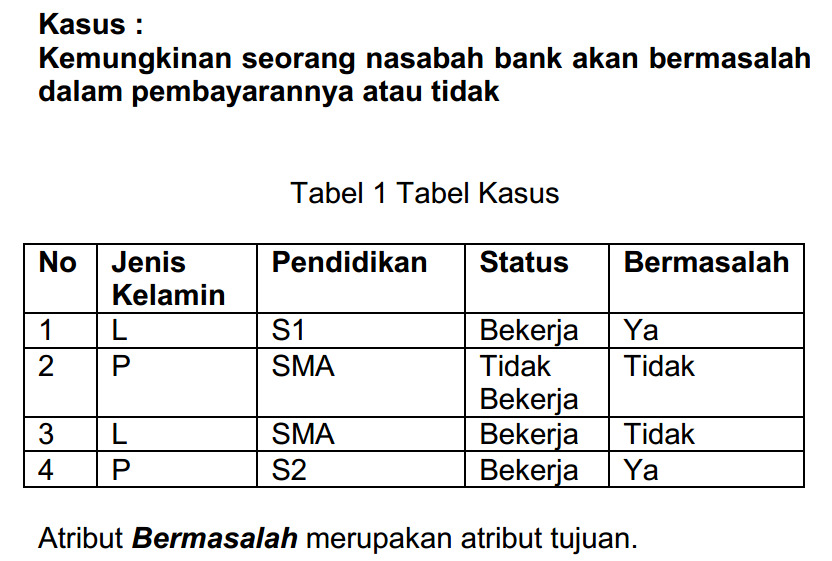 Kasus :
Kemungkinan seorang nasabah bank akan bermasalah
dalam pembayarannya atau tidak
Tabel 1 Tabel Kasus
No Jenis Kelamin Pendidikan Status Bermasalah
1 L S1 Bekerja Ya
2 P SMA Tidak Bekerja Tidak
3 L SMA Bekerja Tidak
4 P S2 Bekerja Ya
Atribut Bermasalah merupakan atribut tujuan.